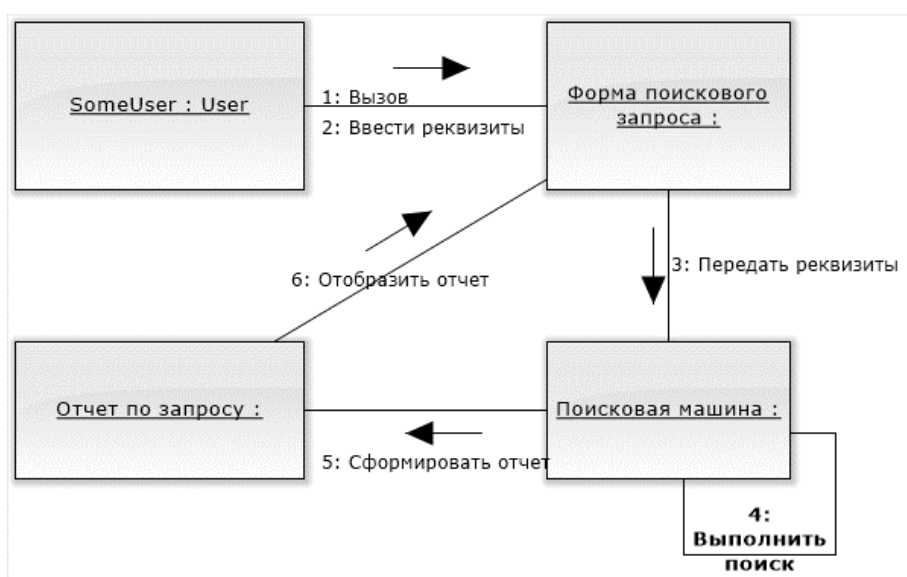 SomeUser : User
1: Вызов
2: Ввести реквизиты
Форма поискового
запроса :
3: Передать реквизиты
6: Отобразить отчет
Отчет по запросу :
5: Сформировать отчет
Поисковая машина :
4:
Выполнить
поиск